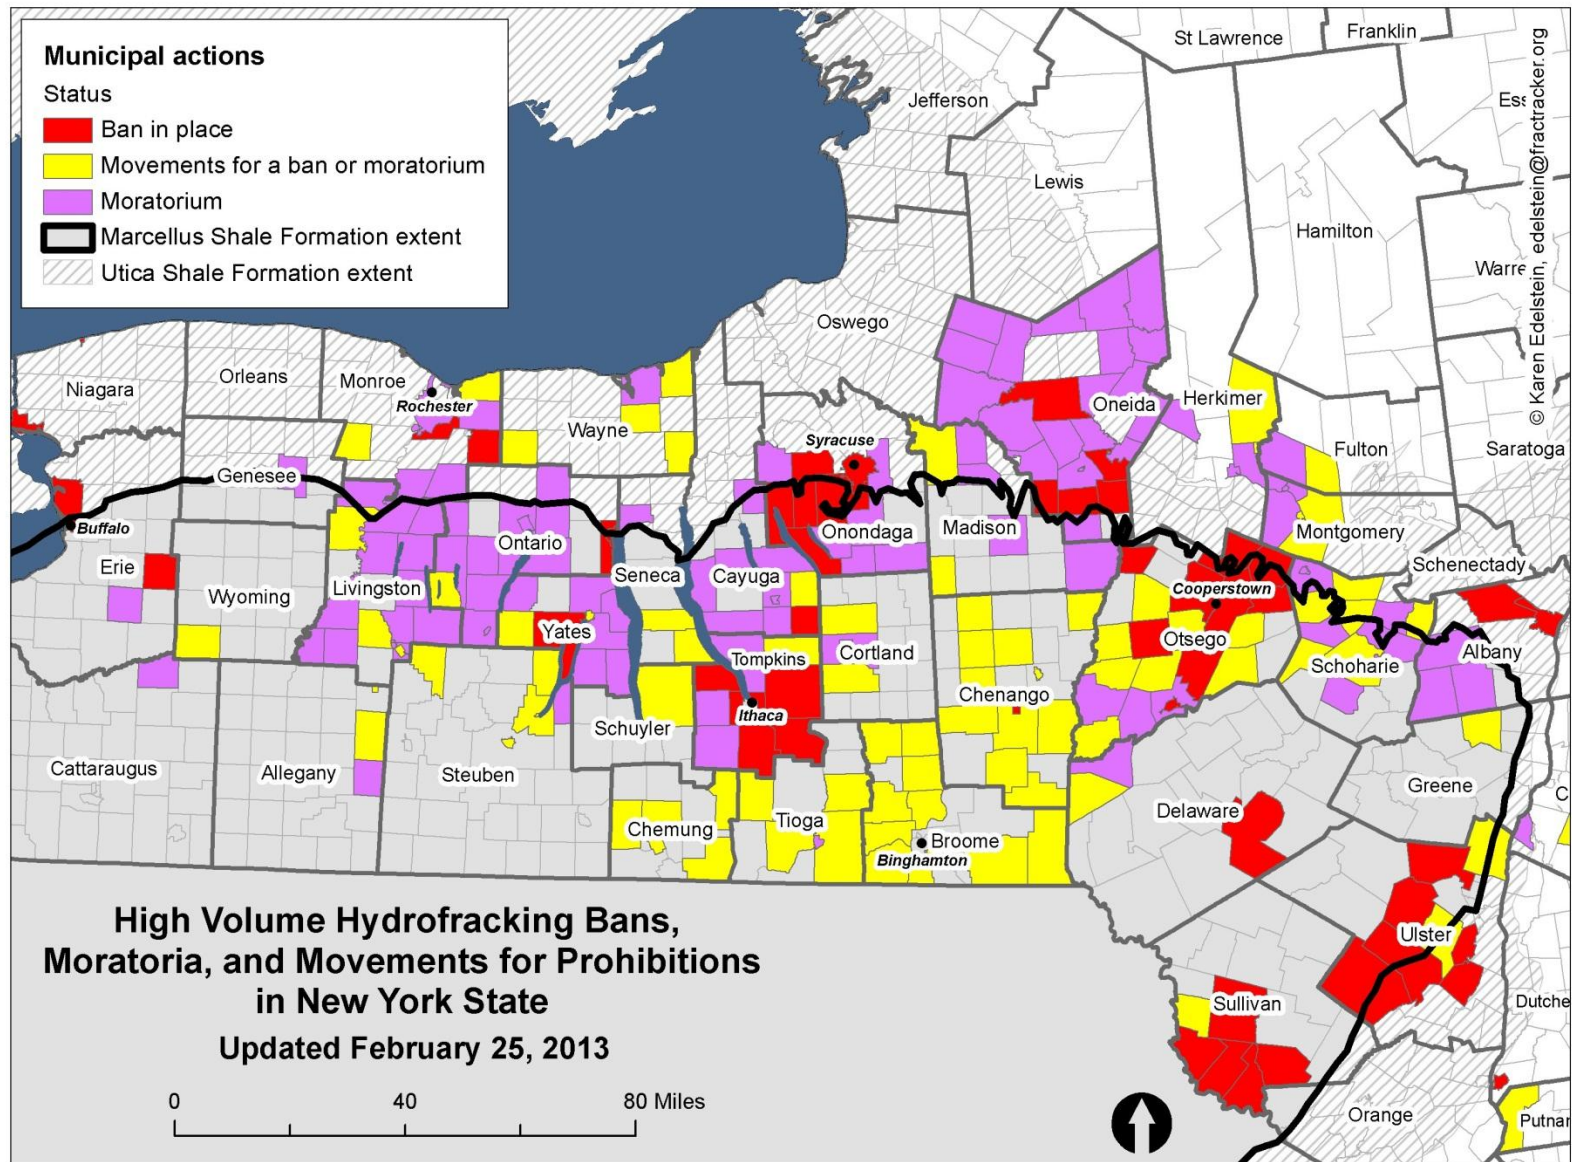 Municipal actions
Status
Ban in place
Movements for a ban or moratorium
Moratorium
Marcellus Shale Formation extent
Utica Shale Formation extent
© Karen Edelstein, edelstein@fractracker.org
St Lawrence
Franklin
Jefferson
Ess
Lewis
Hamilton
Warre
Oswego
Niagara
Orleans
Monroe
Rochester
Wayne
Oneida
Herkimer
Fulton
Saratoga
Syracuse
Genesee
Buffalo
Erie
Wyoming
Livingston
Ontario
Seneca
Cayuga
Onondaga
Madison
Montgomery
Schenectady
Cooperstown
Yates
Tompkins
Cortland
Otsego
Schoharie
Albany
Chenango
Ithaca
Schuyler
Cattaraugus
Allegany
Steuben
Chemung
Tioga
Broome
Binghamton
Delaware
Greene
C
Ulster
Sullivan
Dutche
Orange
Putnar
High Volume Hydrofracking Bans,
Moratoria, and Movements for Prohibitions
in New York State
Updated February 25, 2013
0 40 80 Miles